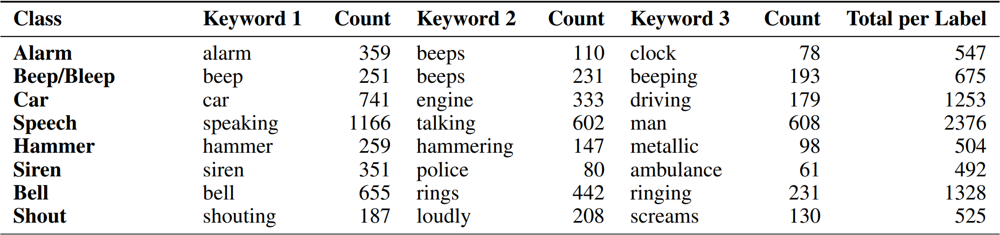 Class Keyword 1 Count Keyword 2 Count Keyword 3 Count Total per Label
Alarm alarm 359 beeps 110 clock 78 547
Beep/Bleep beep 251 beeps 231 beeping 193 675
Car car 741 engine 333 driving 179 1253
Speech speaking 1166 talking 602 man 608 2376
Hammer hammer 259 hammering 147 metallic 98 504
Siren siren 351 police 80 ambulance 61 492
Bell bell 655 rings 442 ringing 231 1328
Shout shouting 187 loudly 208 screams 130 525